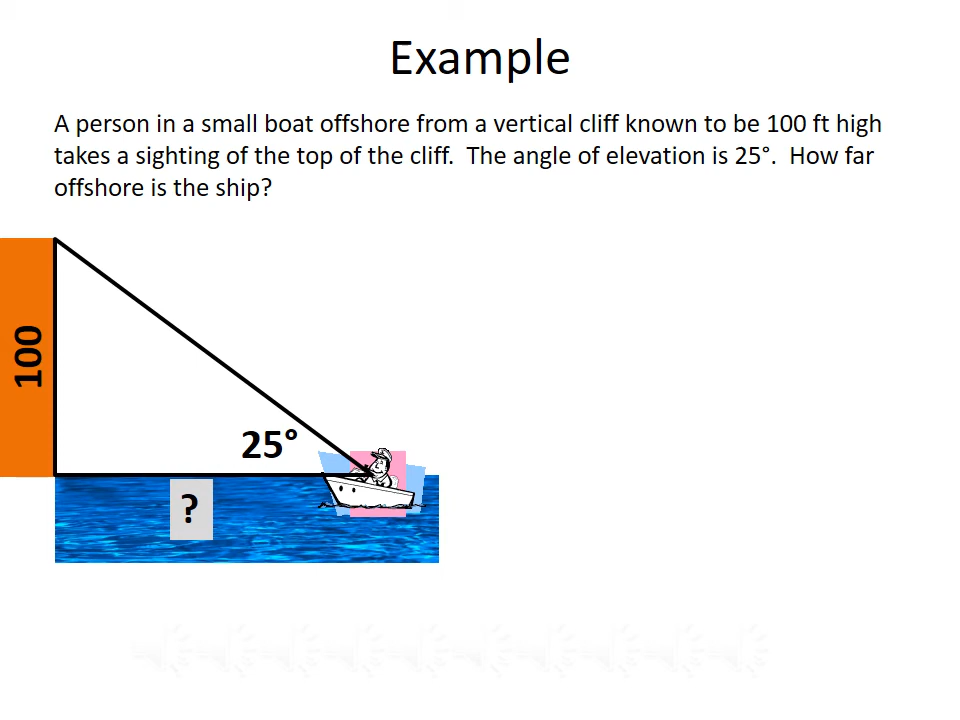 Example
A person in a small boat offshore from a vertical cliff known to be 100 ft high
takes a sighting of the top of the cliff.  The angle of elevation is 25°.  How far
offshore is the ship?
100
25°
?